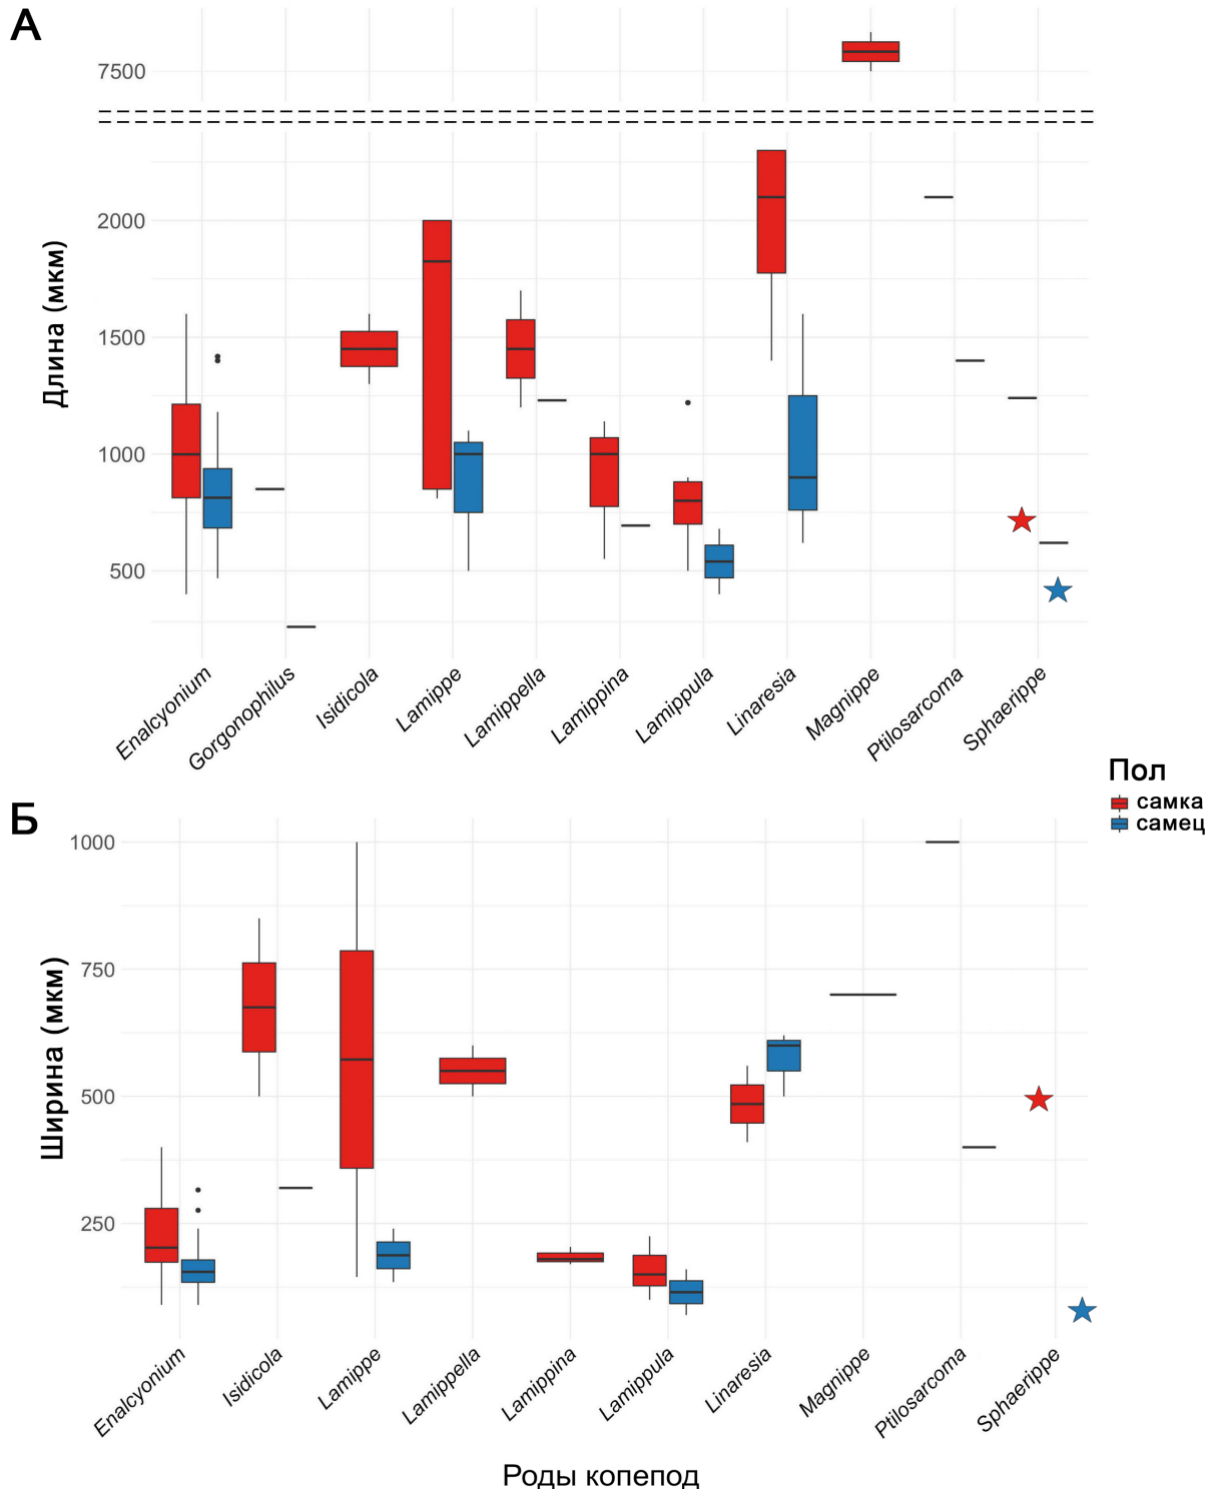 А
7500
2000
1500
1000
500
Длина (мкм)
Enalcyonium
Gorgonophilus
Isidicola
Lamippe
Lamippella
Lamippina
Lamippula
Linaresia
Magnippe
Ptilosarcoma
Sphaerippe
Пол
самка
самец
Б
1000
750
500
250
Ширина (мкм)
Enalcyonium
Isidicola
Lamippe
Lamippella
Lamippina
Lamippula
Linaresia
Magnippe
Ptilosarcoma
Sphaerippe
Роды копепод